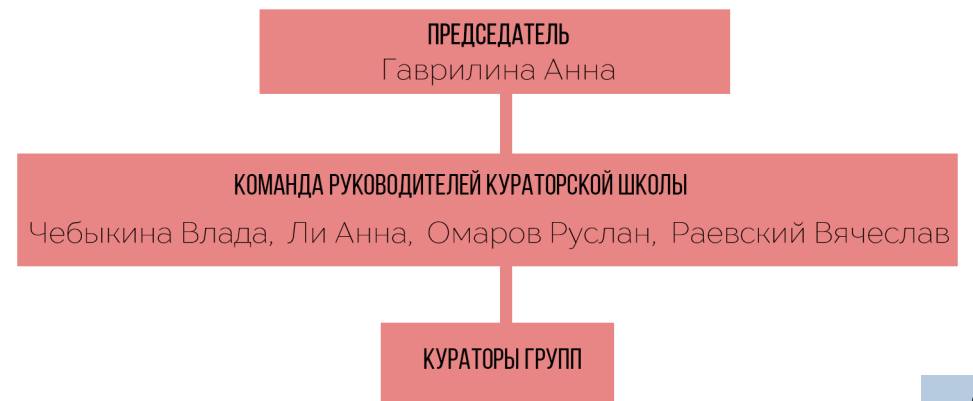 ПРЕДСЕДАТЕЛЬ
Гаврилина Анна
КОМАНДА РУКОВОДИТЕЛЕЙ КУРАТОРСКОЙ ШКОЛЫ
Чебыкина Влада, Ли Анна, Омаров Руслан, Раевский Вячеслав
КУРАТОРЫ ГРУПП